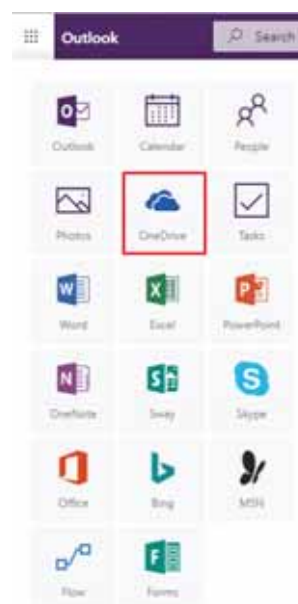 Outlook Search
Outlook Calendar People
Photos OneDrive Tasks
Word Excel PowerPoint
OneNote Sway Skype
Office Bing MSN
Flow Forms